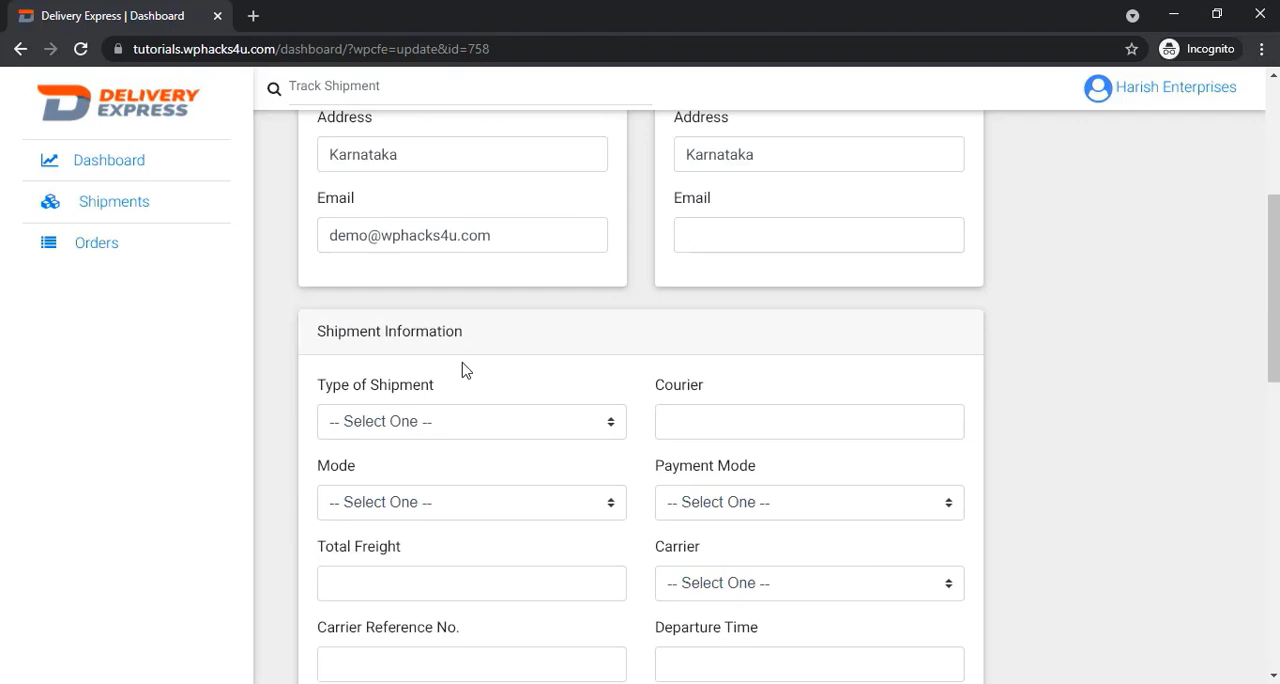 Delivery Express | Dashboard
tutorials.wphacks4u.com/dashboard/?wpcfe=update&id=758
Incognito
DELIVERY
EXPRESS
Track Shipment
Harish Enterprises
Dashboard
Shipments
Orders
Address
Address
Karnataka
Karnataka
Email
Email
demo@wphacks4u.com
Shipment Information
Type of Shipment
Courier
-- Select One --
Mode
Payment Mode
-- Select One --
-- Select One --
Total Freight
Carrier
-- Select One --
Carrier Reference No.
Departure Time